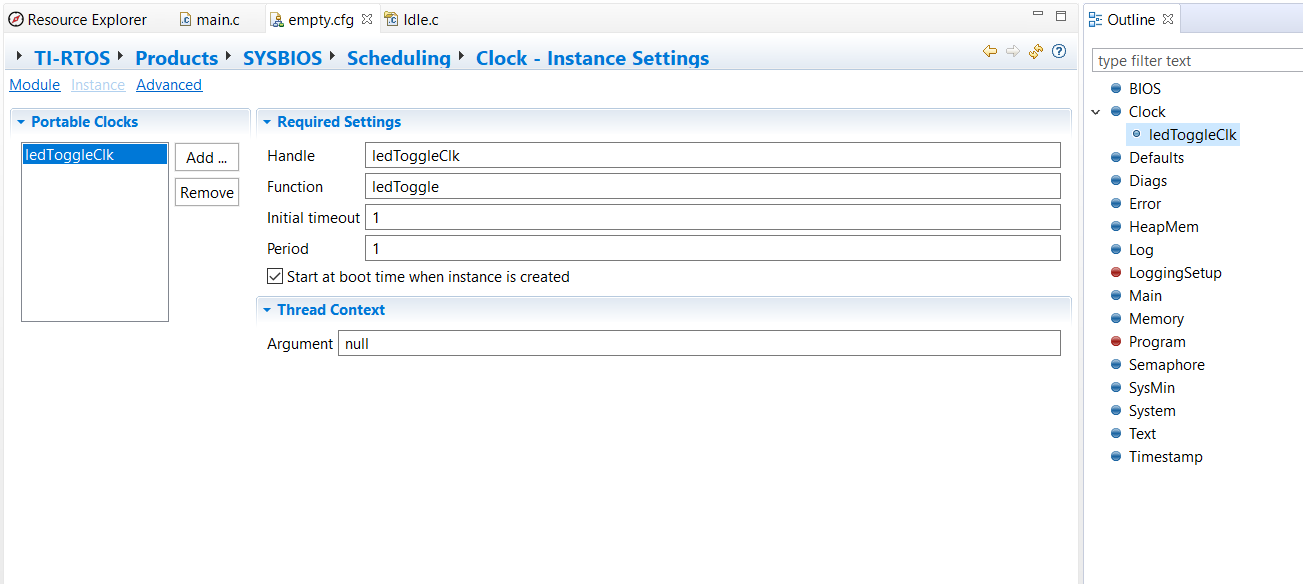 Resource Explorer main.c empty.cfg Idle.c
TI-RTOS Products SYSBIOS Scheduling Clock - Instance Settings
Module Instance Advanced
Portable Clocks
ledToggleClk
Add ...
Remove
Required Settings
Handle ledToggleClk
Function ledToggle
Initial timeout 1
Period 1
Start at boot time when instance is created
Thread Context
Argument null
Outline
type filter text
BIOS
Clock
ledToggleClk
Defaults
Diags
Error
HeapMem
Log
LoggingSetup
Main
Memory
Program
Semaphore
SysMin
System
Text
Timestamp